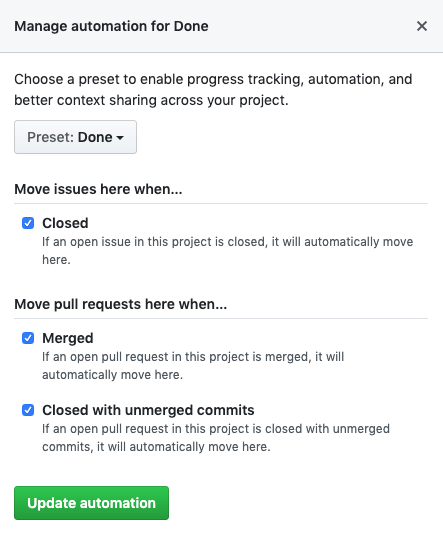 Manage automation for Done
Choose a preset to enable progress tracking, automation, and
better context sharing across your project.
Preset: Done
Move issues here when...
Closed
If an open issue in this project is closed, it will automatically move
here.
Move pull requests here when...
Merged
If an open pull request in this project is merged, it will
automatically move here.
Closed with unmerged commits
If an open pull request in this project is closed with unmerged
commits, it will automatically move here.
Update automation